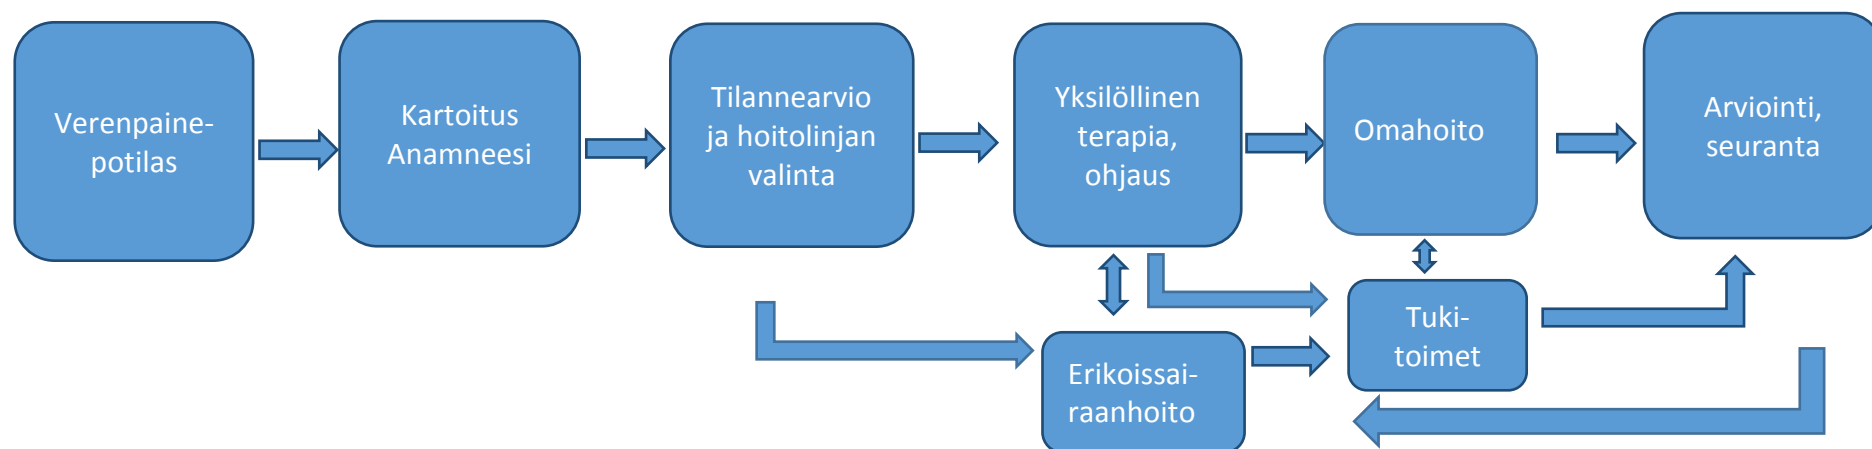 Verenpaine-
potilas
Kartoitus
Anamneesi
Tilannearvio
ja hoitolinjan
valinta
Yksilöllinen
terapia,
ohjaus
Omahoito
Arviointi,
seuranta
Erikoissai-
raanhoito
Tuki-
toimet